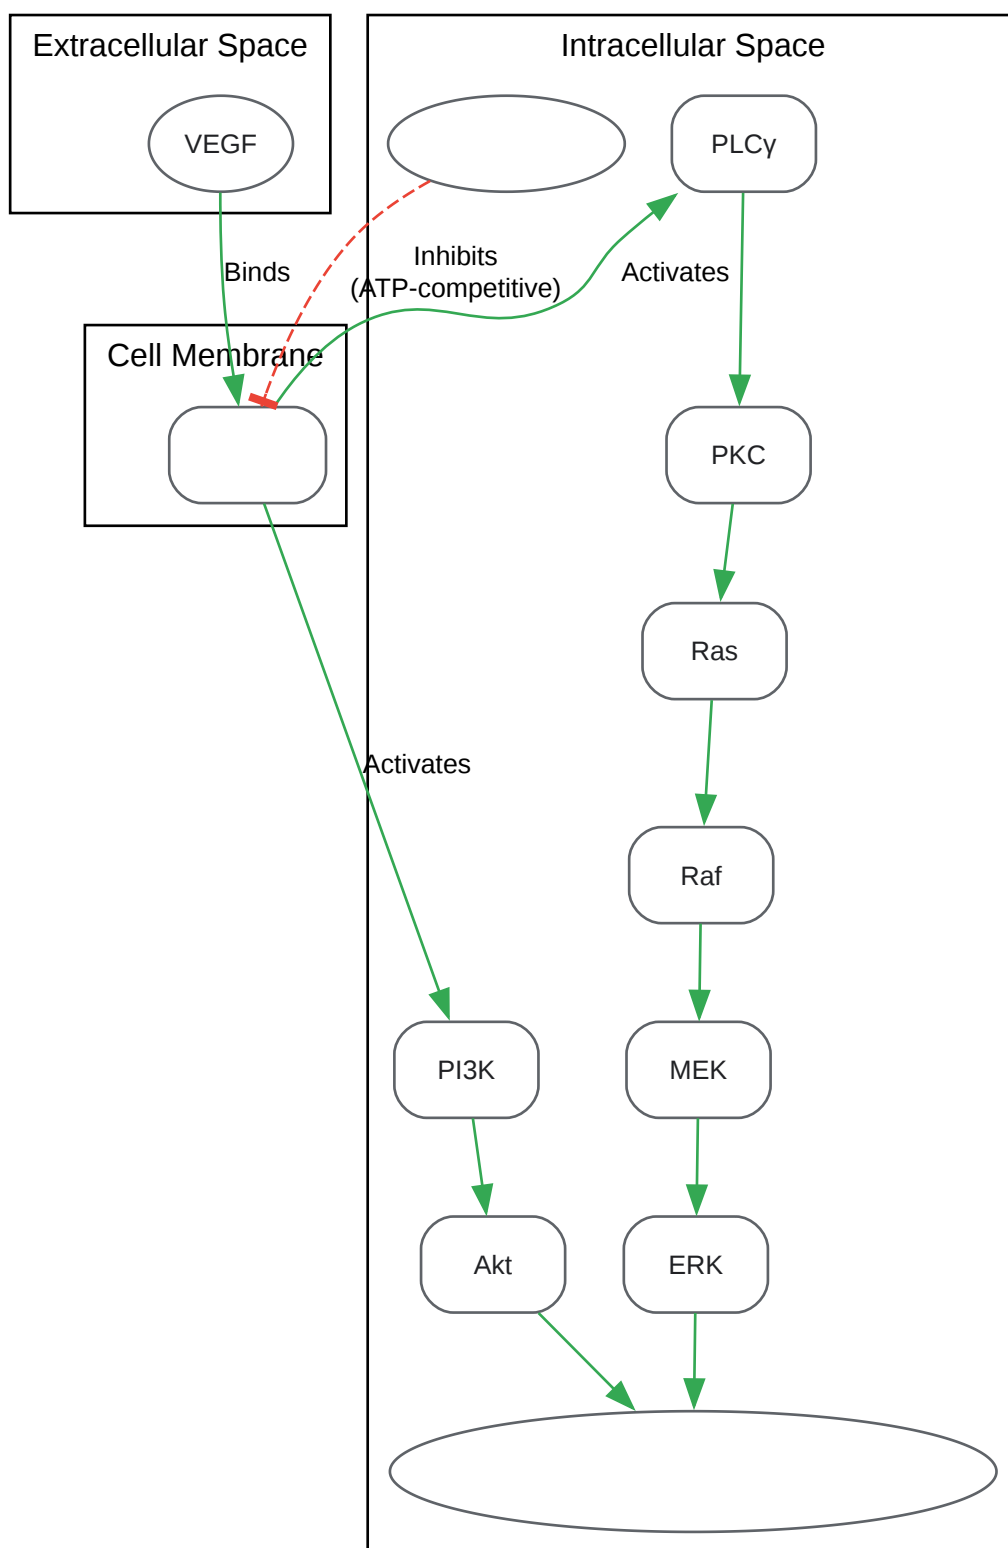 Extracellular Space
Intracellular Space
VEGF
PLCγ
Binds
Inhibits
(ATP-competitive)
Activates
Cell Membrane
PKC
Ras
Activates
Raf
PI3K
MEK
Akt
ERK